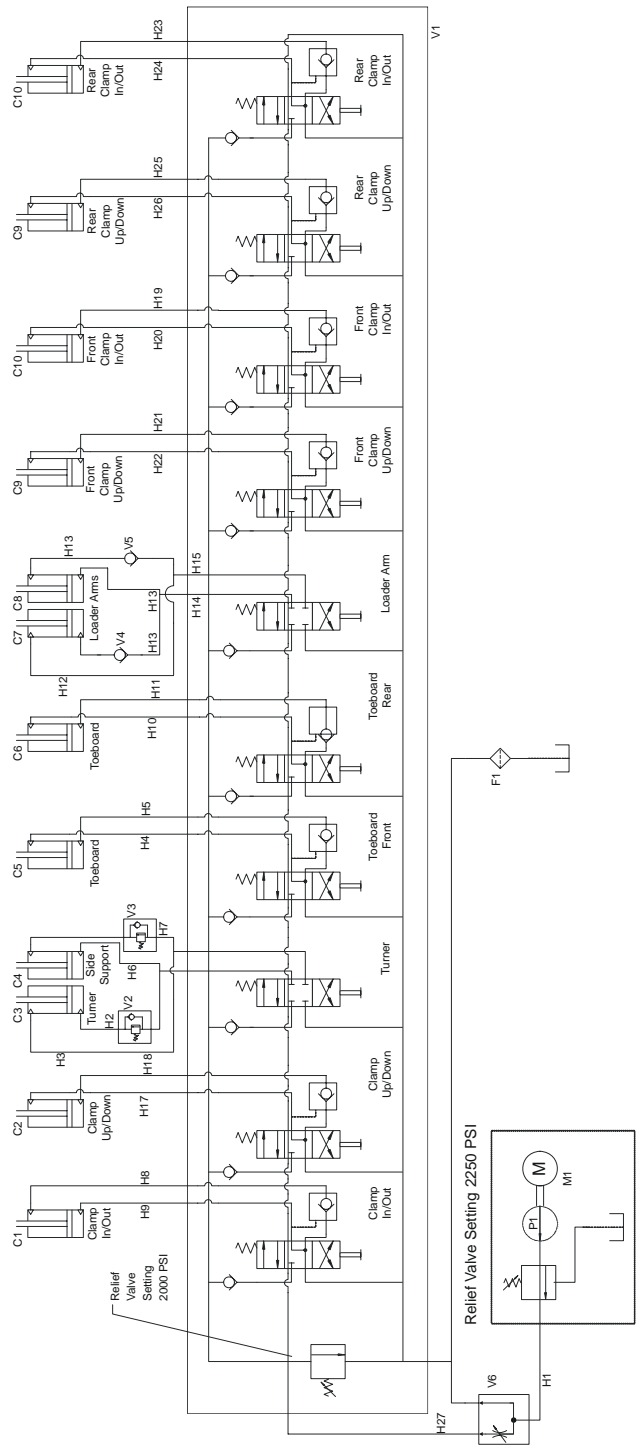 C1
Clamp
In/Out
H9
H8
C2
Clamp
Up/Down
H17
H18
C3
Turner
C4
Side
Support
H3
H2
V2
V3
H6
H7
C5
Toeboard
H4
H5
C6
Toeboard
H10
H11
C7
C8
Loader Arms
H12
V4
H13
H13
H13
V5
H14
H15
C9
Front
Clamp
Up/Down
H22
H21
C10
Front
Clamp
In/Out
H20
H19
C9
Rear
Clamp
Up/Down
H26
H25
C10
Rear
Clamp
In/Out
H24
H23
Relief
Valve
Setting
2000 PSI
Clamp
In/Out
Clamp
Up/Down
Turner
Toeboard
Front
Toeboard
Rear
Loader Arm
Front
Clamp
Up/Down
Front
Clamp
In/Out
Rear
Clamp
Up/Down
Rear
Clamp
In/Out
V1
H27
V6
H1
Relief Valve Setting 2250 PSI
P1
M
M1
F1